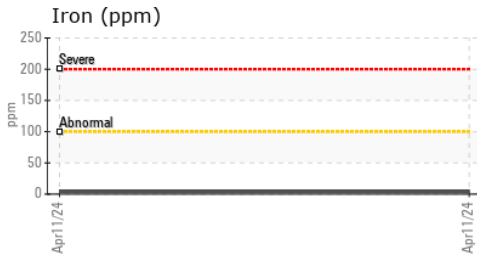 Iron (ppm)
250
Severe
200
150
ppm
Abnormal
100
50
0
Apr11/24
Apr11/24